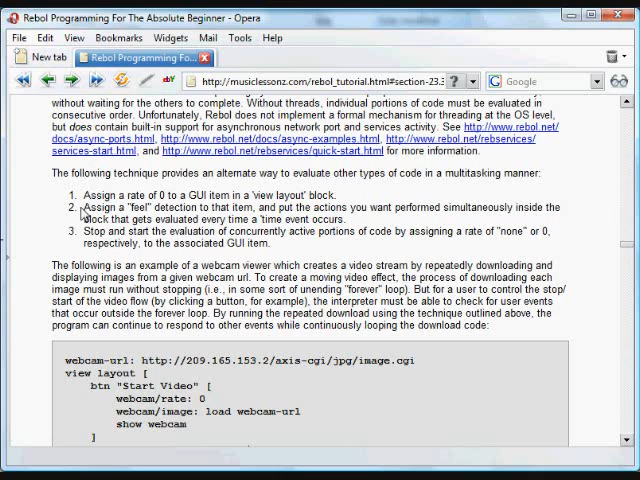 Rebol Programming For The Absolute Beginner - Opera
File Edit View Bookmarks Widgets Mail Tools Help
New tab Rebol Programming Fo...
http://musiclessonz.com/rebol_tutorial.html#section-23.3 ? Google
without waiting for the others to complete. Without threads, individual portions of code must be evaluated in
consecutive order. Unfortunately, Rebol does not implement a formal mechanism for threading at the OS level,
but does contain built-in support for asynchronous network port and services activity. See http://www.rebol.net/
docs/async-ports.html, http://www.rebol.net/docs/async-examples.html, http://www.rebol.net/rebservices/
services-start.html, and http://www.rebol.net/rebservices/quick-start.html for more information.
The following technique provides an alternate way to evaluate other types of code in a multitasking manner:
1. Assign a rate of 0 to a GUI item in a 'view layout' block.
2. Assign a "feel" detection to that item, and put the actions you want performed simultaneously inside the
block that gets evaluated every time a 'time event occurs.
3. Stop and start the evaluation of concurrently active portions of code by assigning a rate of "none" or 0,
respectively, to the associated GUI item.
The following is an example of a webcam viewer which creates a video stream by repeatedly downloading and
displaying images from a given webcam url. To create a moving video effect, the process of downloading each
image must run without stopping (i.e., in some sort of unending "forever" loop). But for a user to control the stop/
start of the video flow (by clicking a button, for example), the interpreter must be able to check for user events
that occur outside the forever loop. By running the repeated download using the technique outlined above, the
program can continue to respond to other events while continuously looping the download code:
webcam-url: http://209.165.153.2/axis-cgi/jpg/image.cgi
view layout [
btn "Start Video" [
webcam/rate: 0
webcam/image: load webcam-url
show webcam
]